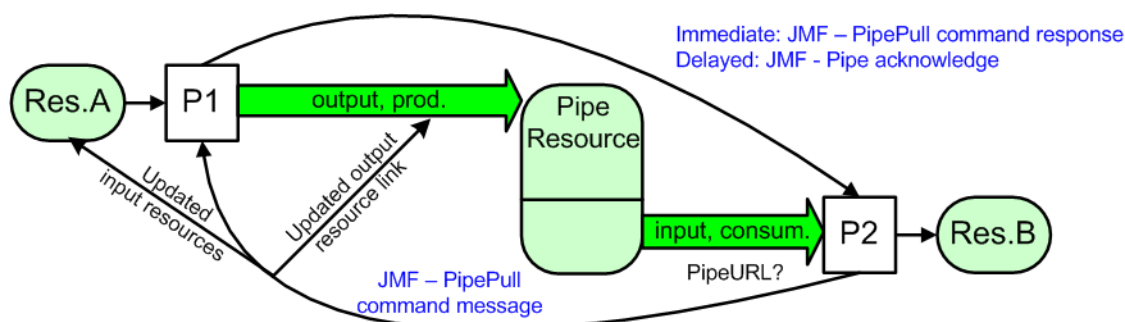 Immediate: JMF – PipePull command response
Delayed: JMF - Pipe acknowledge
Res.A
P1
output, prod.
Pipe
Resource
Updated
input resources
Updated output
resource link
input, consum.
P2
Res.B
PipeURL?
JMF – PipePull
command message